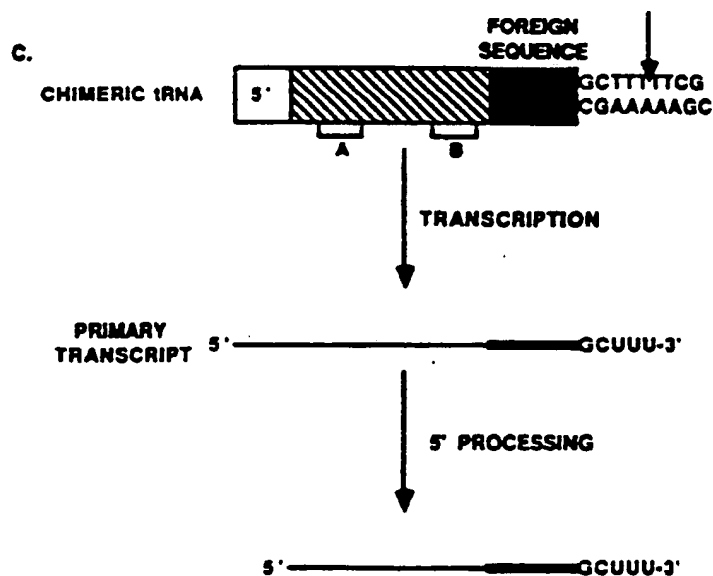 C.
FOREIGN
SEQUENCE
CHIMERIC tRNA
5'
GCTTTTTCG
CGAAAAAGC
A
B
TRANSCRIPTION
PRIMARY
TRANSCRIPT
5'
GCUUU-3'
5' PROCESSING
5'
GCUUU-3'